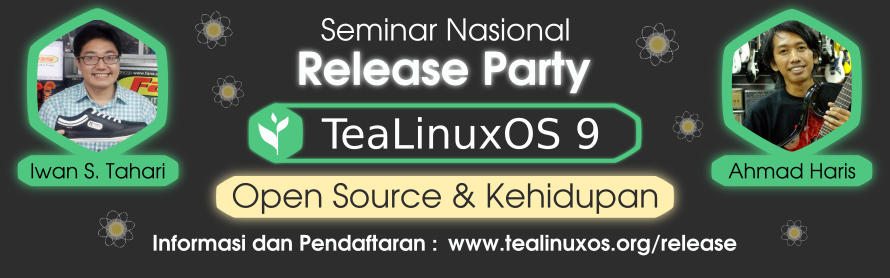 Seminar Nasional
Release Party
TeaLinuxOS 9
Iwan S. Tahari
Ahmad Haris
Open Source & Kehidupan
Informasi dan Pendaftaran : www.tealinuxos.org/release